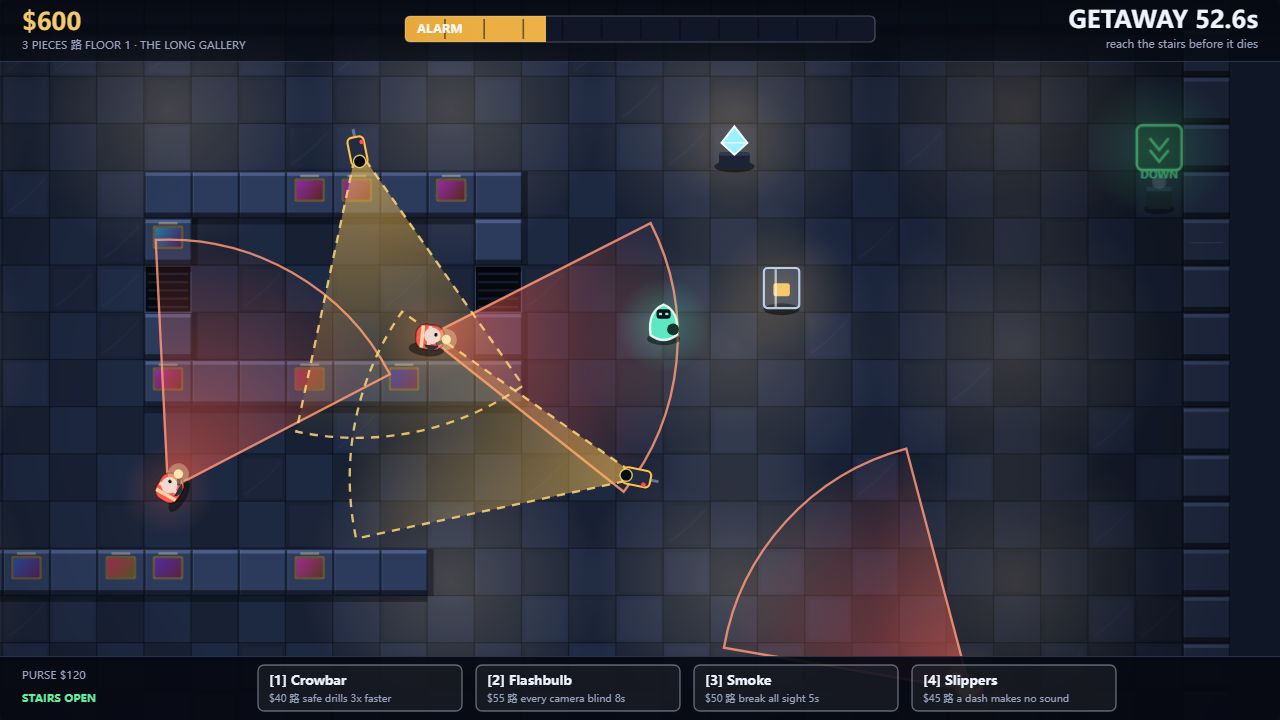 $600
3 PIECES 路 FLOOR 1 · THE LONG GALLERY
ALARM
GETAWAY 52.6s
reach the stairs before it dies
DOWN
PURSE $120
STAIRS OPEN
[1] Crowbar
$40 路 safe drills 3x faster
[2] Flashbulb
$55 路 every camera blind 8s
[3] Smoke
$50 路 break all sight 5s
[4] Slippers
$45 路 a dash makes no sound